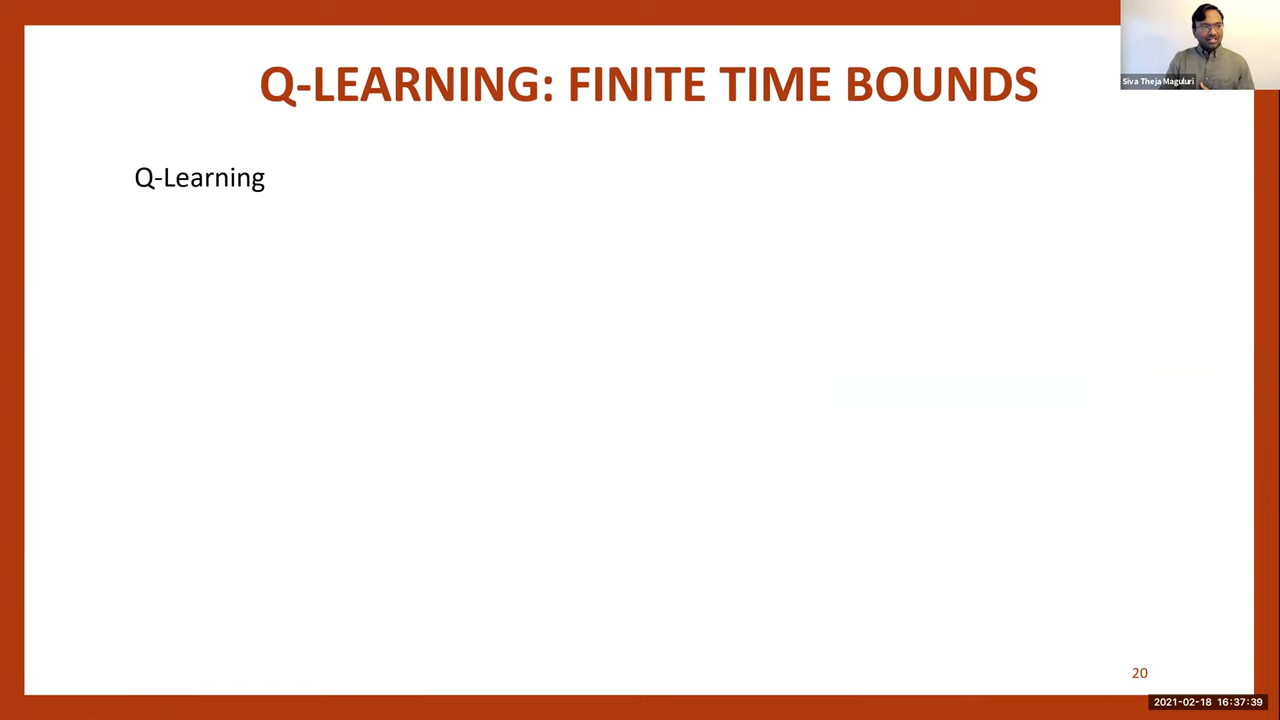 Q-LEARNING: FINITE TIME BOUNDS
Siva Theja Maguluri
Q-Learning
20
2021-02-18 16:37:39